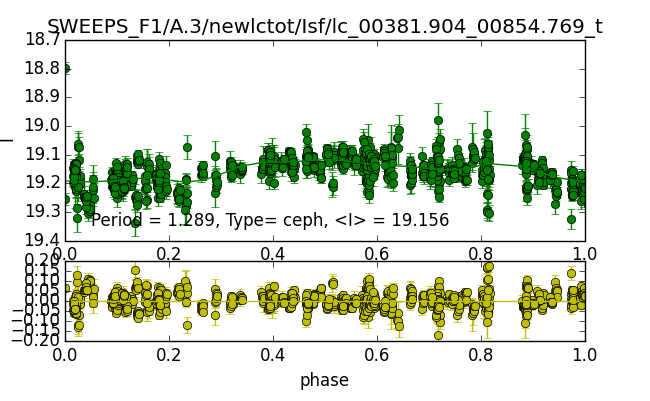 SWEEPS_F1/A.3/newlctot/Isf/lc_00381.904_00854.769_t
18.7
18.8
18.9
19.0
19.1
19.2
19.3
19.4
I
Period = 1.289, Type= ceph, <I> = 19.156
0.0 0.2 0.4 0.6 0.8 1.0
0.20
0.15
0.10
0.05
0.00
−0.05
−0.10
−0.15
−0.20
0.0 0.2 0.4 0.6 0.8 1.0
phase